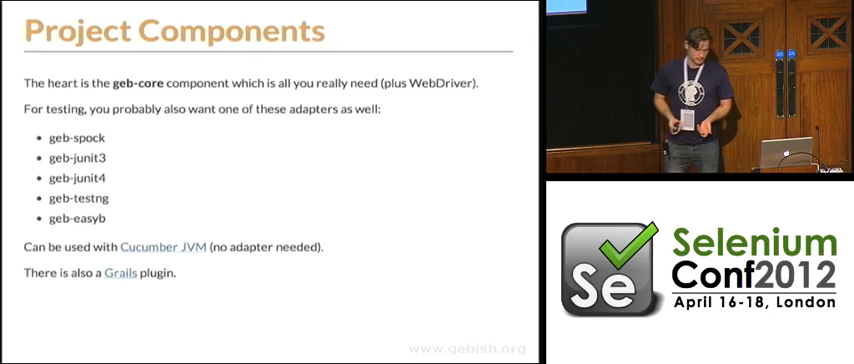 Project Components
The heart is the geb-core component which is all you really need (plus WebDriver).
For testing, you probably also want one of these adapters as well:
• geb-spock
• geb-junit3
• geb-junit4
• geb-testng
• geb-easyb
Can be used with Cucumber JVM (no adapter needed).
There is also a Grails plugin.
www.gebish.org
Se
Selenium
Conf2012
April 16-18, London